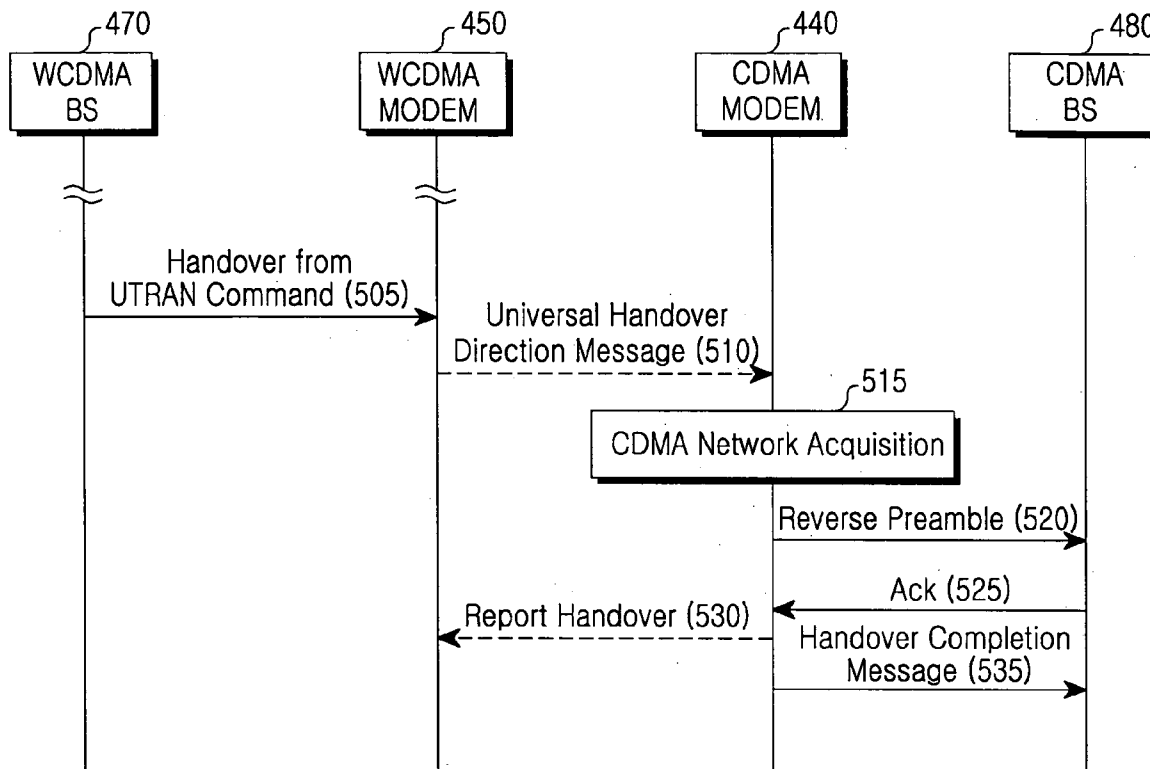 470
450
440
480
WCDMA
BS
WCDMA
MODEM
CDMA
MODEM
CDMA
BS
Handover from
UTRAN Command (505)
Universal Handover
Direction Message (510)
515
CDMA Network Acquisition
Reverse Preamble (520)
Ack (525)
Report Handover (530)
Handover Completion
Message (535)